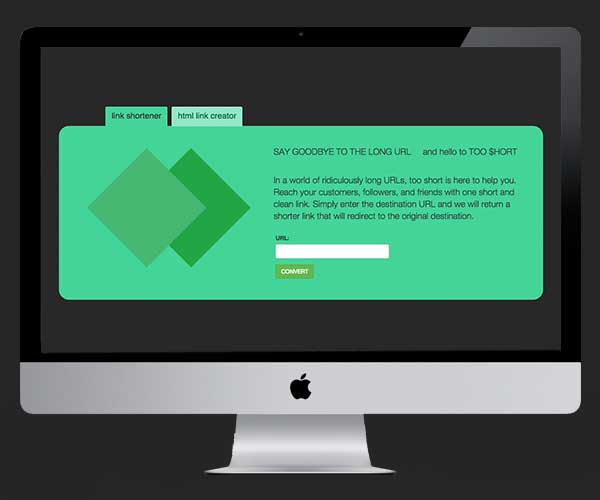 link shortener html link creator
SAY GOODBYE TO THE LONG URL and hello to TOO $HORT
In a world of ridiculously long URLs, too short is here to help you.
Reach your customers, followers, and friends with one short and
clean link. Simply enter the destination URL and we will return a
shorter link that will redirect to the original destination.
URL:
CONVERT